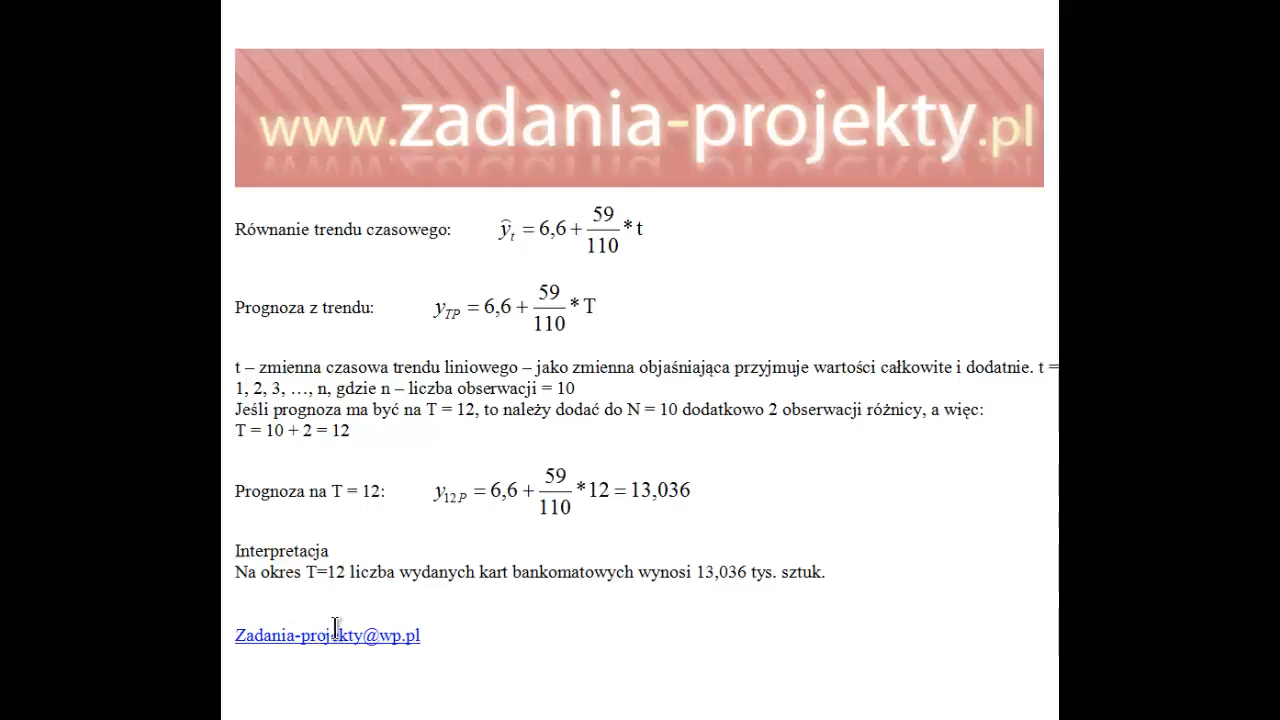 www.zadania-projekty.pl
Równanie trendu czasowego: ŷ_t = 6,6 + 59/110 * t
Prognoza z trendu: y_TP = 6,6 + 59/110 * T
t – zmienna czasowa trendu liniowego – jako zmienna objaśniająca przyjmuje wartości całkowite i dodatnie. t =
1, 2, 3, …, n, gdzie n – liczba obserwacji = 10
Jeśli prognoza ma być na T = 12, to należy dodać do N = 10 dodatkowo 2 obserwacji różnicy, a więc:
T = 10 + 2 = 12
Prognoza na T = 12: y_12P = 6,6 + 59/110 * 12 = 13,036
Interpretacja
Na okres T=12 liczba wydanych kart bankomatowych wynosi 13,036 tys. sztuk.
Zadania-projekty@wp.pl